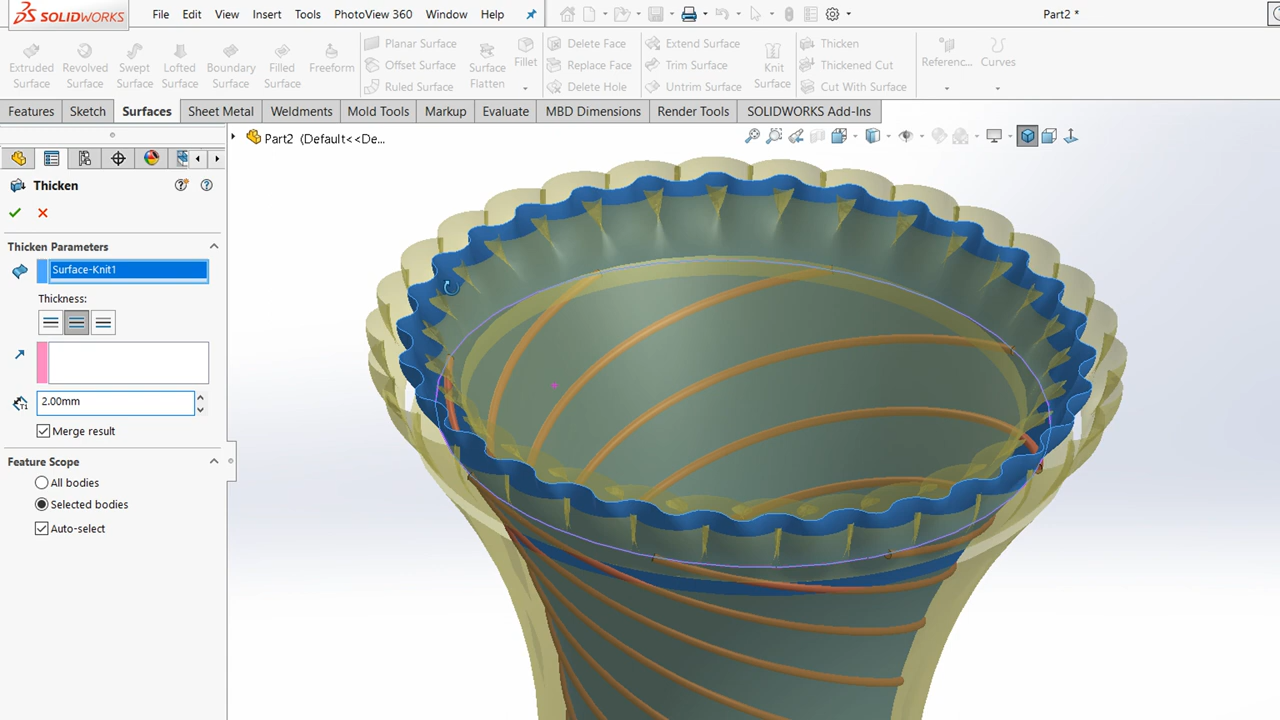 SOLIDWORKS File Edit View Insert Tools PhotoView 360 Window Help Part2 *
Extruded Surface
Revolved Surface
Swept Surface
Lofted Surface
Boundary Surface
Filled Surface
Freeform
Planar Surface
Offset Surface
Ruled Surface
Surface Flatten
Fillet
Delete Face
Replace Face
Delete Hole
Extend Surface
Trim Surface
Untrim Surface
Knit Surface
Thicken
Thickened Cut
Cut With Surface
Referenc...
Curves
Features Sketch Surfaces Sheet Metal Weldments Mold Tools Markup Evaluate MBD Dimensions Render Tools SOLIDWORKS Add-Ins
Part2 (Default<<De...
Thicken
Thicken Parameters
Surface-Knit1
Thickness:
T1 2.00mm
Merge result
Feature Scope
All bodies
Selected bodies
Auto-select